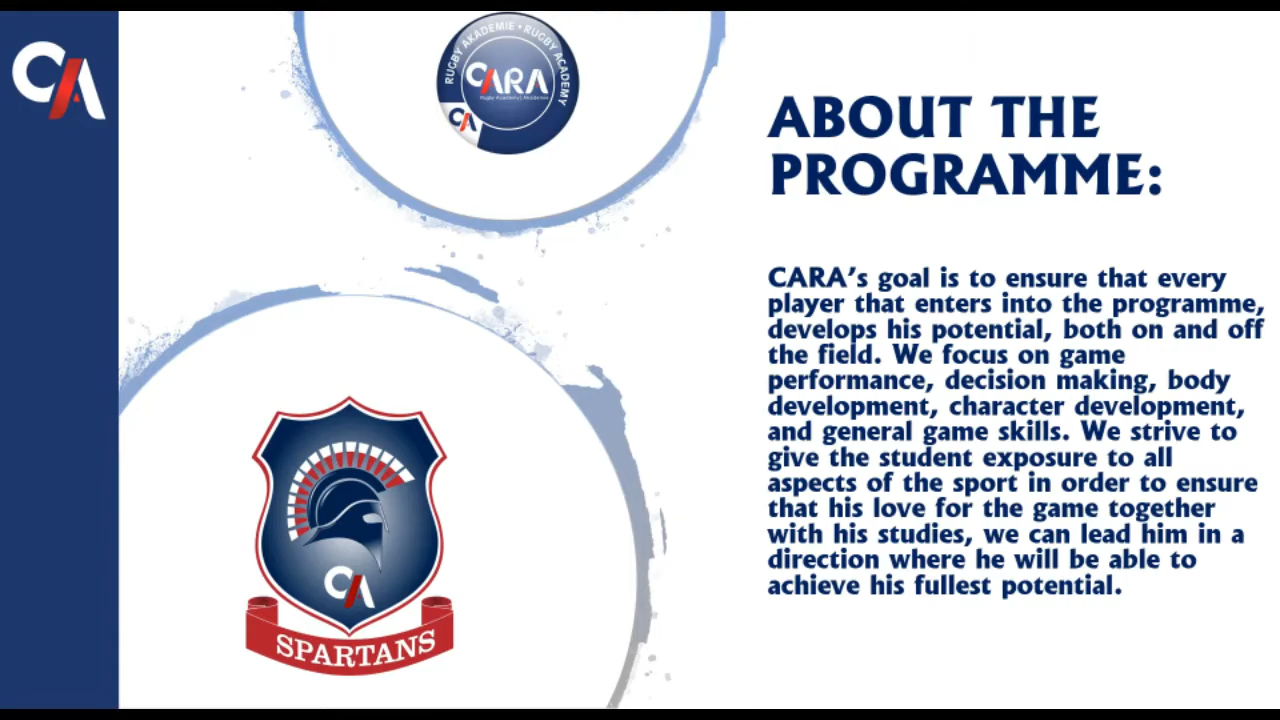 CA
RUGBY AKADEMIE • RUGBY ACADEMY
CARA
Rugby Academy | Akademie
CA
ABOUT THE
PROGRAMME:
CARA's goal is to ensure that every
player that enters into the programme,
develops his potential, both on and off
the field. We focus on game
performance, decision making, body
development, character development,
and general game skills. We strive to
give the student exposure to all
aspects of the sport in order to ensure
that his love for the game together
with his studies, we can lead him in a
direction where he will be able to
achieve his fullest potential.
CA
SPARTANS